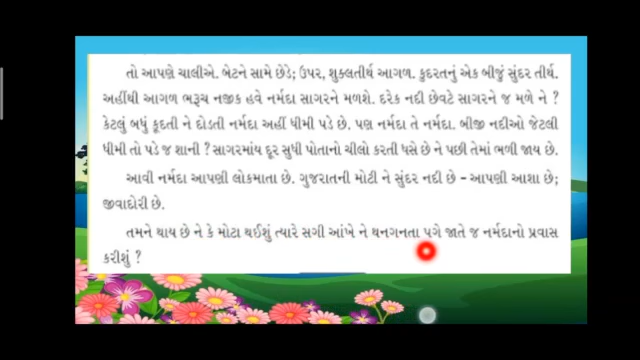 તો આપણે ચાલીએ. બેટને સામે છેડે; ઉપર, શુક્લતીર્થ આગળ. કુદરતનું એક બીજું સુંદર તીર્થ.
અહીંથી આગળ ભરૂચ નજીક હવે નર્મદા સાગરને મળશે. દરેક નદી છેવટે સાગરને જ મળે ને ?
કેટલું બધું કૂદતી ને દોડતી નર્મદા અહીં ધીમી પડે છે. પણ નર્મદા તે નર્મદા. બીજી નદીઓ જેટલી
ધીમી તો પડે જ શાની ? સાગરમાંય દૂર સુધી પોતાનો ચીલો કરતી ધસે છે ને પછી તેમાં ભળી જાય છે.
આવી નર્મદા આપણી લોકમાતા છે. ગુજરાતની મોટી ને સુંદર નદી છે - આપણી આશા છે;
જીવાદોરી છે.
તમને થાય છે ને કે મોટા થઈશું ત્યારે સગી આંખે ને થનગનતા પગે જાતે જ નર્મદાનો પ્રવાસ
કરીશું ?